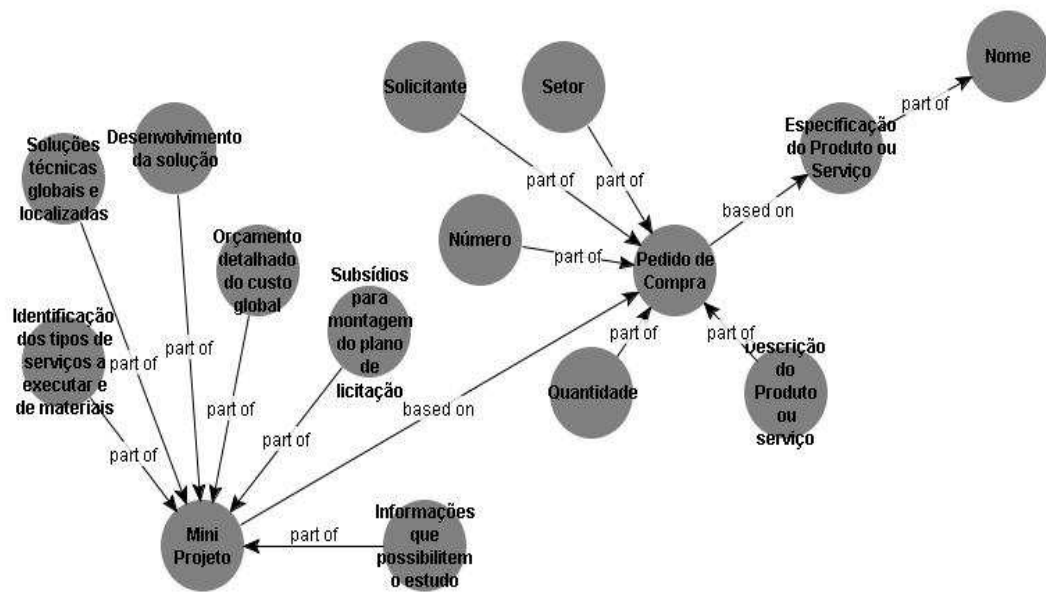 Nome
part of
Solicitante
Setor
Especificação
do Produto ou
Serviço
part of
part of
based on
Número
part of
Pedido de
Compra
part of
part of
Quantidade
Descrição
do
Produto
ou
serviço
Desenvolvimento
da solução
Soluções
técnicas
globais e
localizadas
Orçamento
detalhado
do custo
global
Subsídios
para
montagem
do plano
de
licitação
Identificação
dos tipos de
serviços a
executar e
de materiais
part of
part of
part of
part of
part of
based on
Mini
Projeto
part of
Informações
que
possibilitem
o estudo